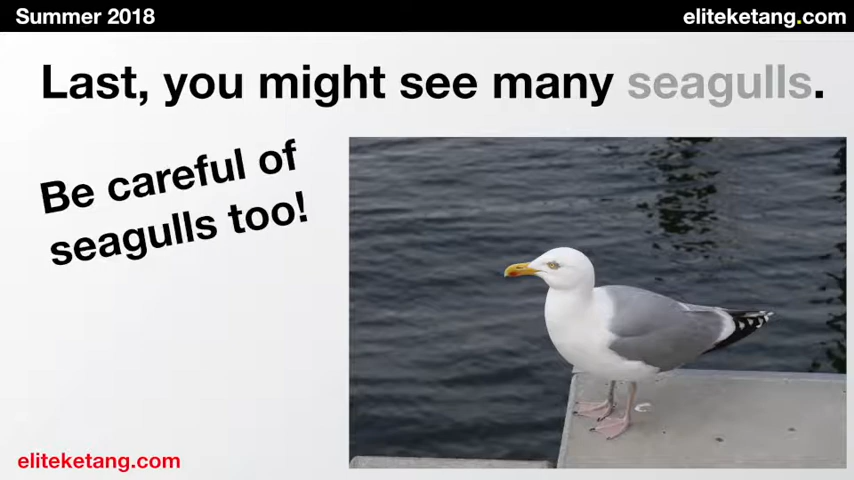 Summer 2018
eliteketang.com
Last, you might see many seagulls.
Be careful of
seagulls too!
eliteketang.com